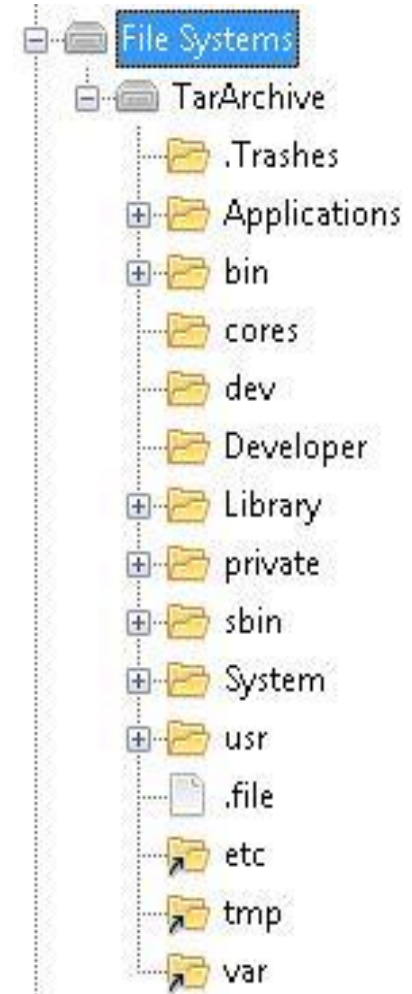 File Systems
TarArchive
.Trashes
Applications
bin
cores
dev
Developer
Library
private
sbin
System
usr
.file
etc
tmp
var